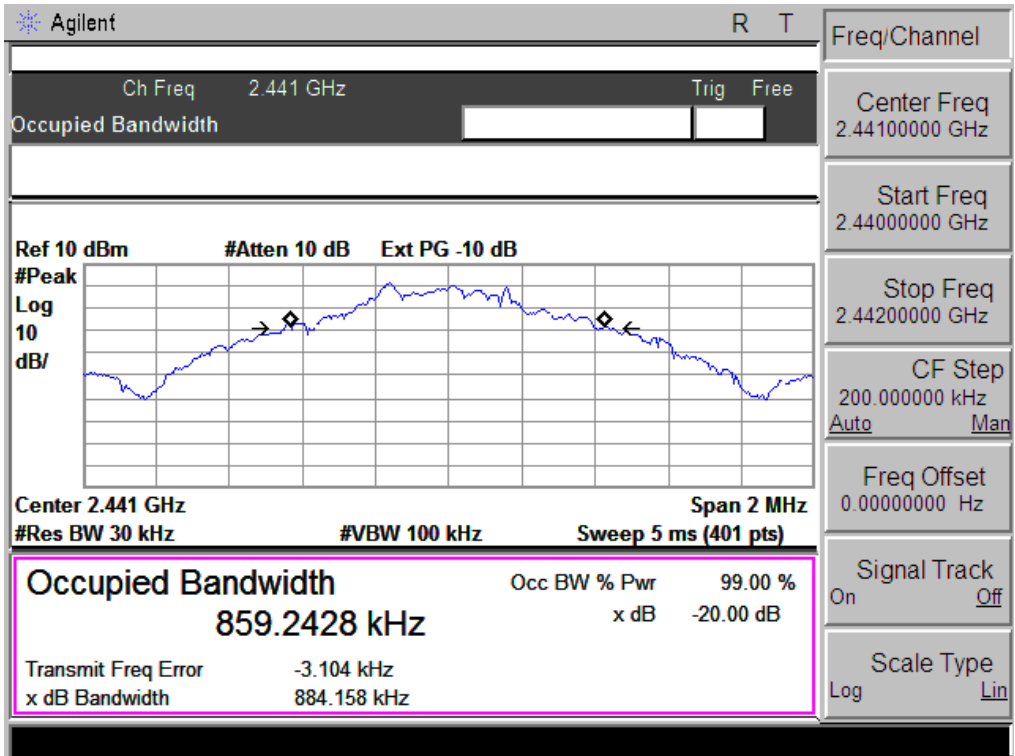 Agilent R T
Ch Freq 2.441 GHz Trig Free
Occupied Bandwidth
Ref 10 dBm #Atten 10 dB Ext PG -10 dB
#Peak
Log
10
dB/
Center 2.441 GHz Span 2 MHz
#Res BW 30 kHz #VBW 100 kHz Sweep 5 ms (401 pts)
Occupied Bandwidth Occ BW % Pwr 99.00 %
859.2428 kHz x dB -20.00 dB
Transmit Freq Error -3.104 kHz
x dB Bandwidth 884.158 kHz
Freq/Channel
Center Freq
2.44100000 GHz
Start Freq
2.44000000 GHz
Stop Freq
2.44200000 GHz
CF Step
200.000000 kHz
Auto Man
Freq Offset
0.00000000 Hz
Signal Track
On Off
Scale Type
Log Lin